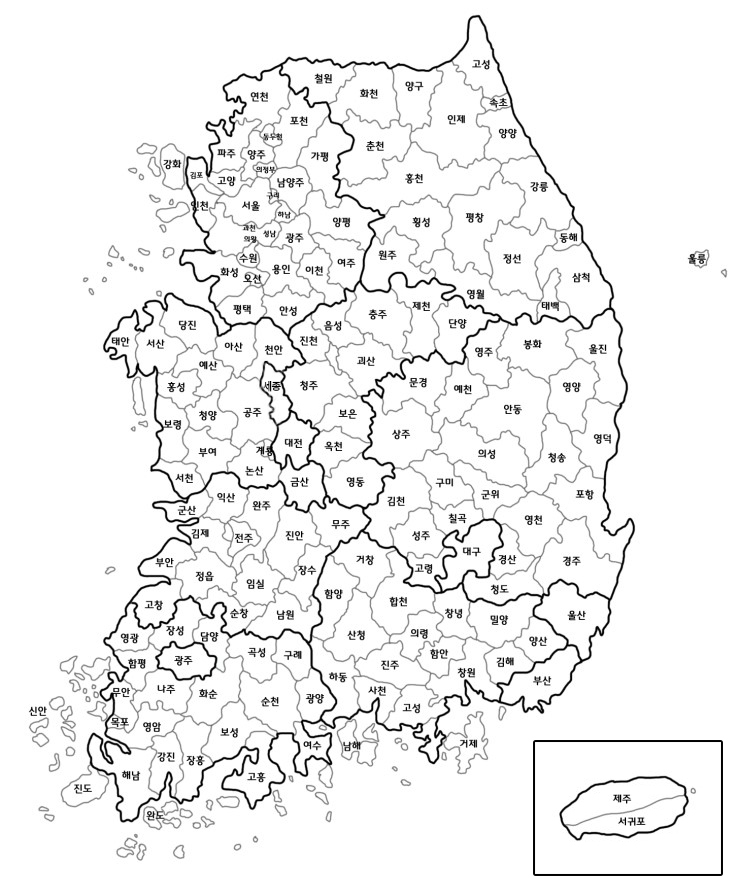 고성
철원
양구
화천
연천
속초
인제
포천
양양
동두천
춘천
파주
양주
가평
강화
의정부
김포
고양
남양주
홍천
강릉
구리
인천
서울
하남
평창
횡성
양평
과천
성남
의왕
광주
동해
원주
수원
정선
울릉
여주
화성
용인
이천
오산
삼척
영월
평택
안성
제천
태백
충주
단양
당진
음성
태안
서산
아산
천안
진천
봉화
울진
영주
괴산
예산
홍성
세종
청주
문경
예천
영양
안동
공주
보은
청양
보령
상주
영덕
대전
옥천
계룡
부여
의성
청송
논산
서천
금산
영동
구미
군위
포항
익산
김천
완주
군산
칠곡
영천
무주
김제
전주
진안
성주
대구
부안
거창
경산
경주
고령
정읍
임실
장수
청도
함양
합천
고창
순창
남원
창녕
밀양
울산
영광
장성
담양
산청
의령
양산
곡성
구례
함안
광주
함평
진주
김해
창원
하동
부산
무안
나주
화순
순천
광양
사천
고성
신안
목포
영암
보성
여수
남해
거제
강진
장흥
해남
고흥
진도
완도
제주
서귀포